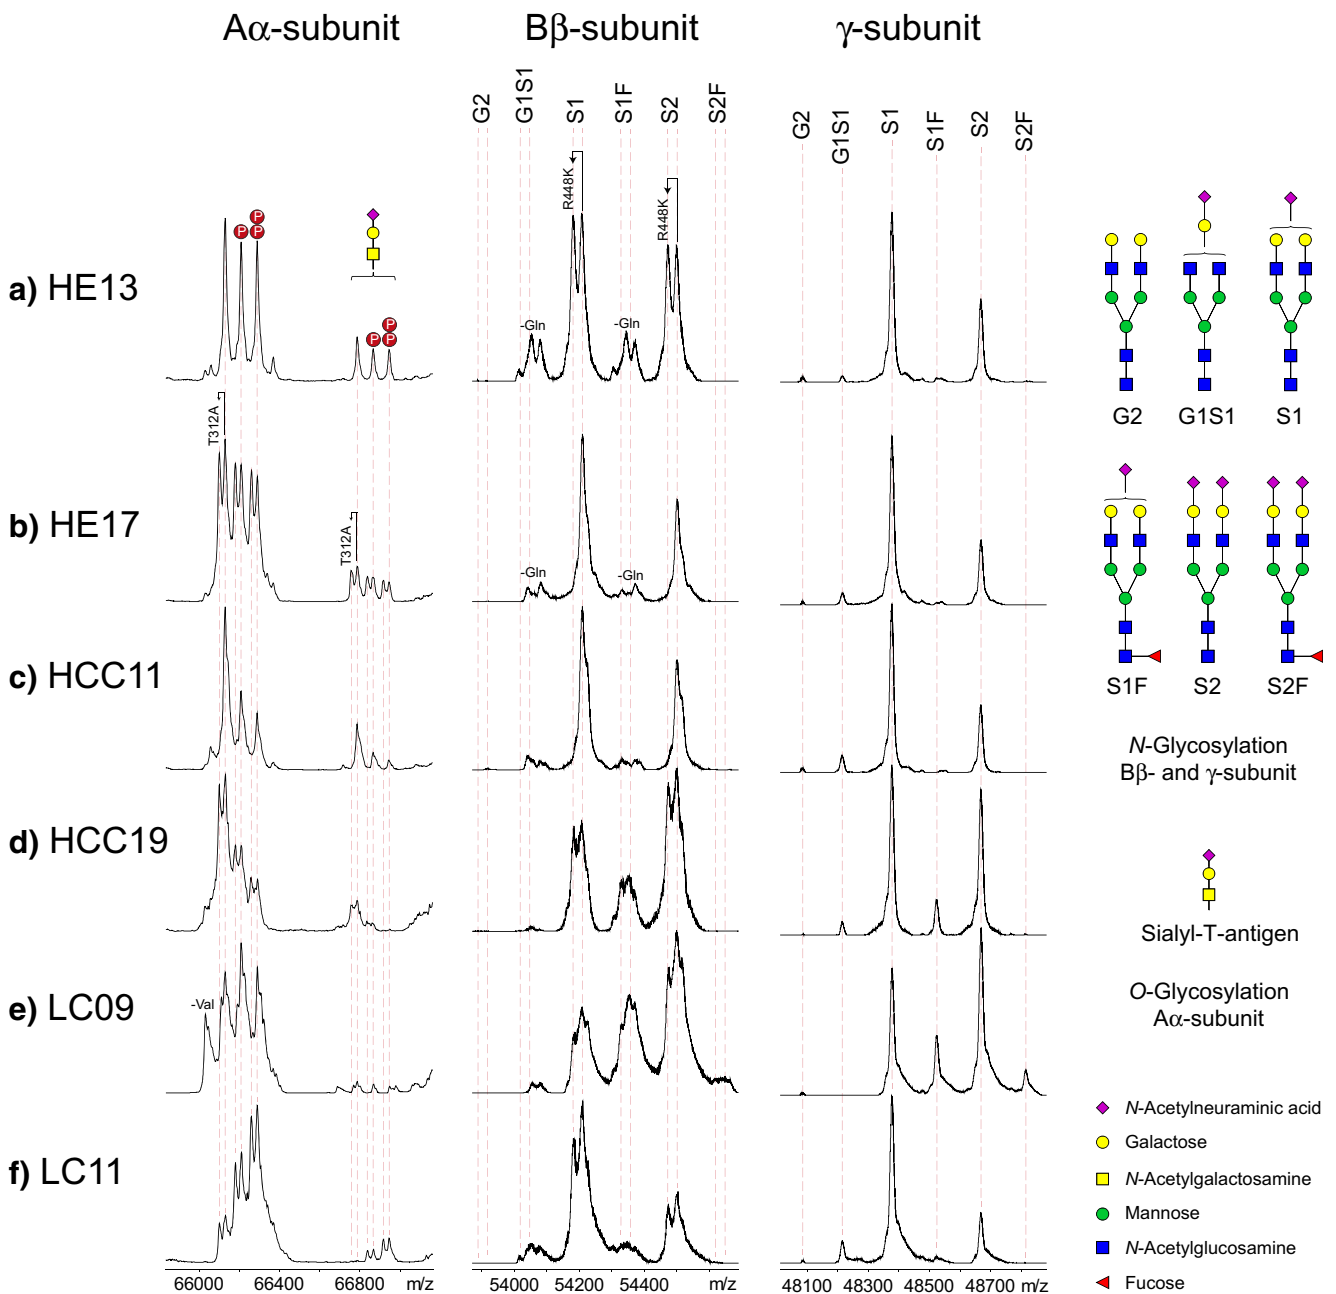 Aα-subunit
Bβ-subunit
γ-subunit
G2
G1S1
S1
S1F
S2
S2F
G2
G1S1
S1
S1F
S2
S2F
a) HE13
P
P
P
P
P
P
R448K
R448K
-Gln
-Gln
b) HE17
T312A
T312A
-Gln
-Gln
c) HCC11
d) HCC19
e) LC09
-Val
f) LC11
66000
66400
66800
m/z
54000
54200
54400
m/z
48100
48300
48500
48700
m/z
G2
G1S1
S1
S1F
S2
S2F
N-Glycosylation
Bβ- and γ-subunit
Sialyl-T-antigen
O-Glycosylation
Aα-subunit
N-Acetylneuraminic acid
Galactose
N-Acetylgalactosamine
Mannose
N-Acetylglucosamine
Fucose